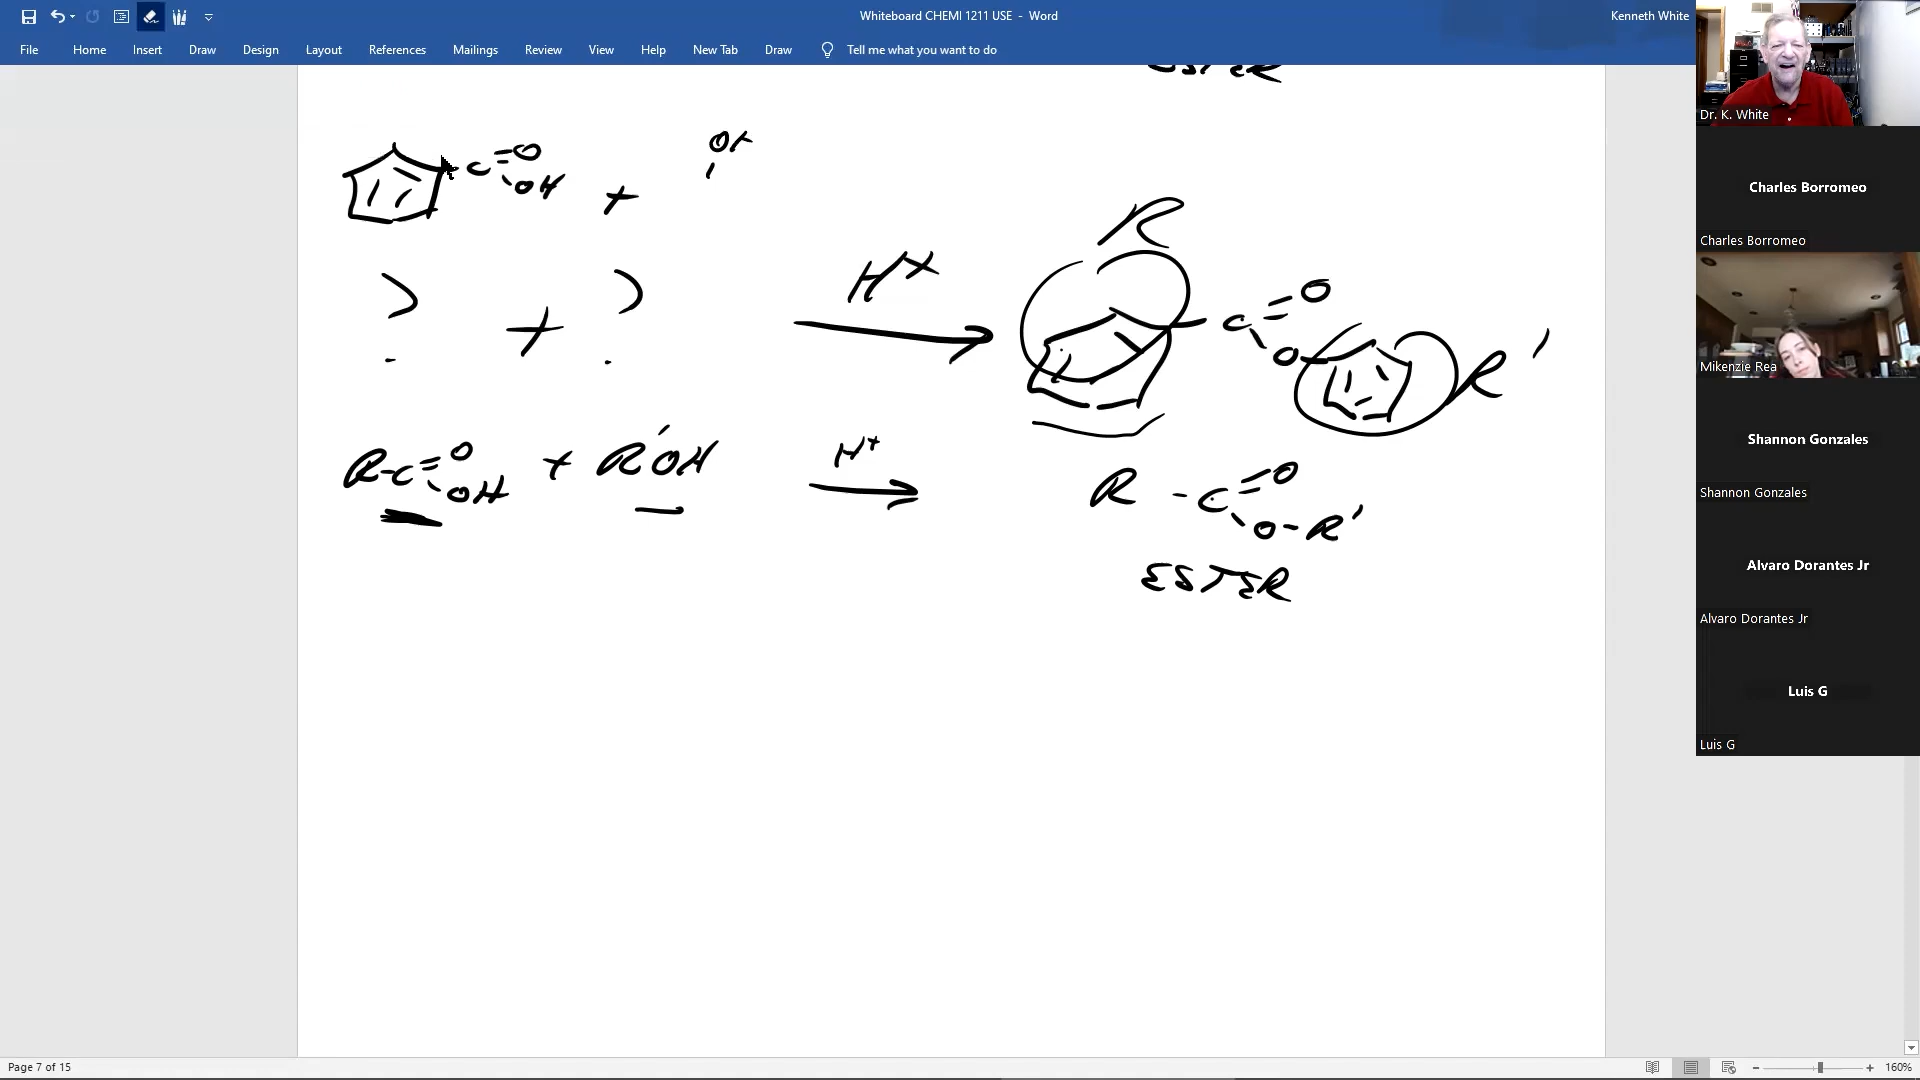 Whiteboard CHEMI 1211 USE - Word
Kenneth White
File Home Insert Draw Design Layout References Mailings Review View Help New Tab Draw Tell me what you want to do
ESTER
C =O
OH +
R
? + ? H+ C =O
O R'
R-C =O
OH + R'OH H+ R - C =O
O - R'
ESTER
Dr. K. White
Charles Borromeo
Charles Borromeo
Mikenzie Rea
Shannon Gonzales
Shannon Gonzales
Alvaro Dorantes Jr
Alvaro Dorantes Jr
Luis G
Luis G
Page 7 of 15
160%